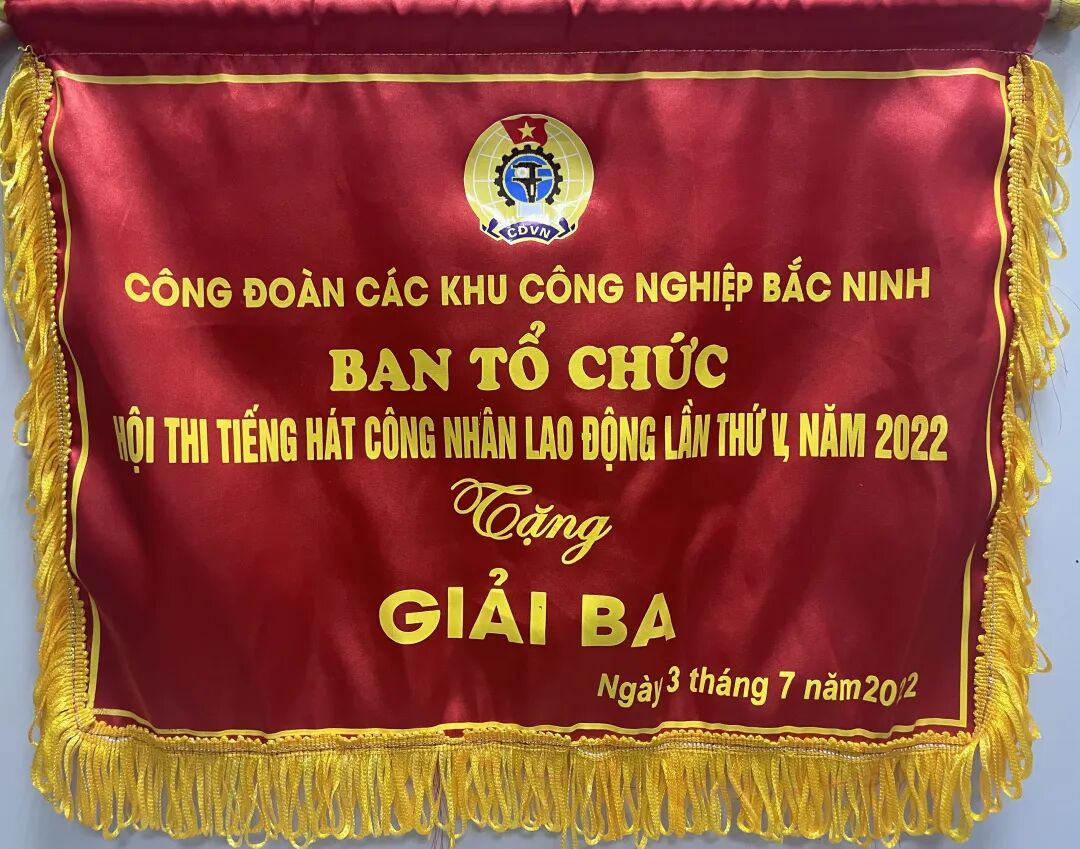 CĐVN
CÔNG ĐOÀN CÁC KHU CÔNG NGHIỆP BẮC NINH
BAN TỔ CHỨC
HỘI THI TIẾNG HÁT CÔNG NHÂN LAO ĐỘNG LẦN THỨ V, NĂM 2022
Tặng
GIẢI BA
Ngày 3 tháng 7 năm 2022